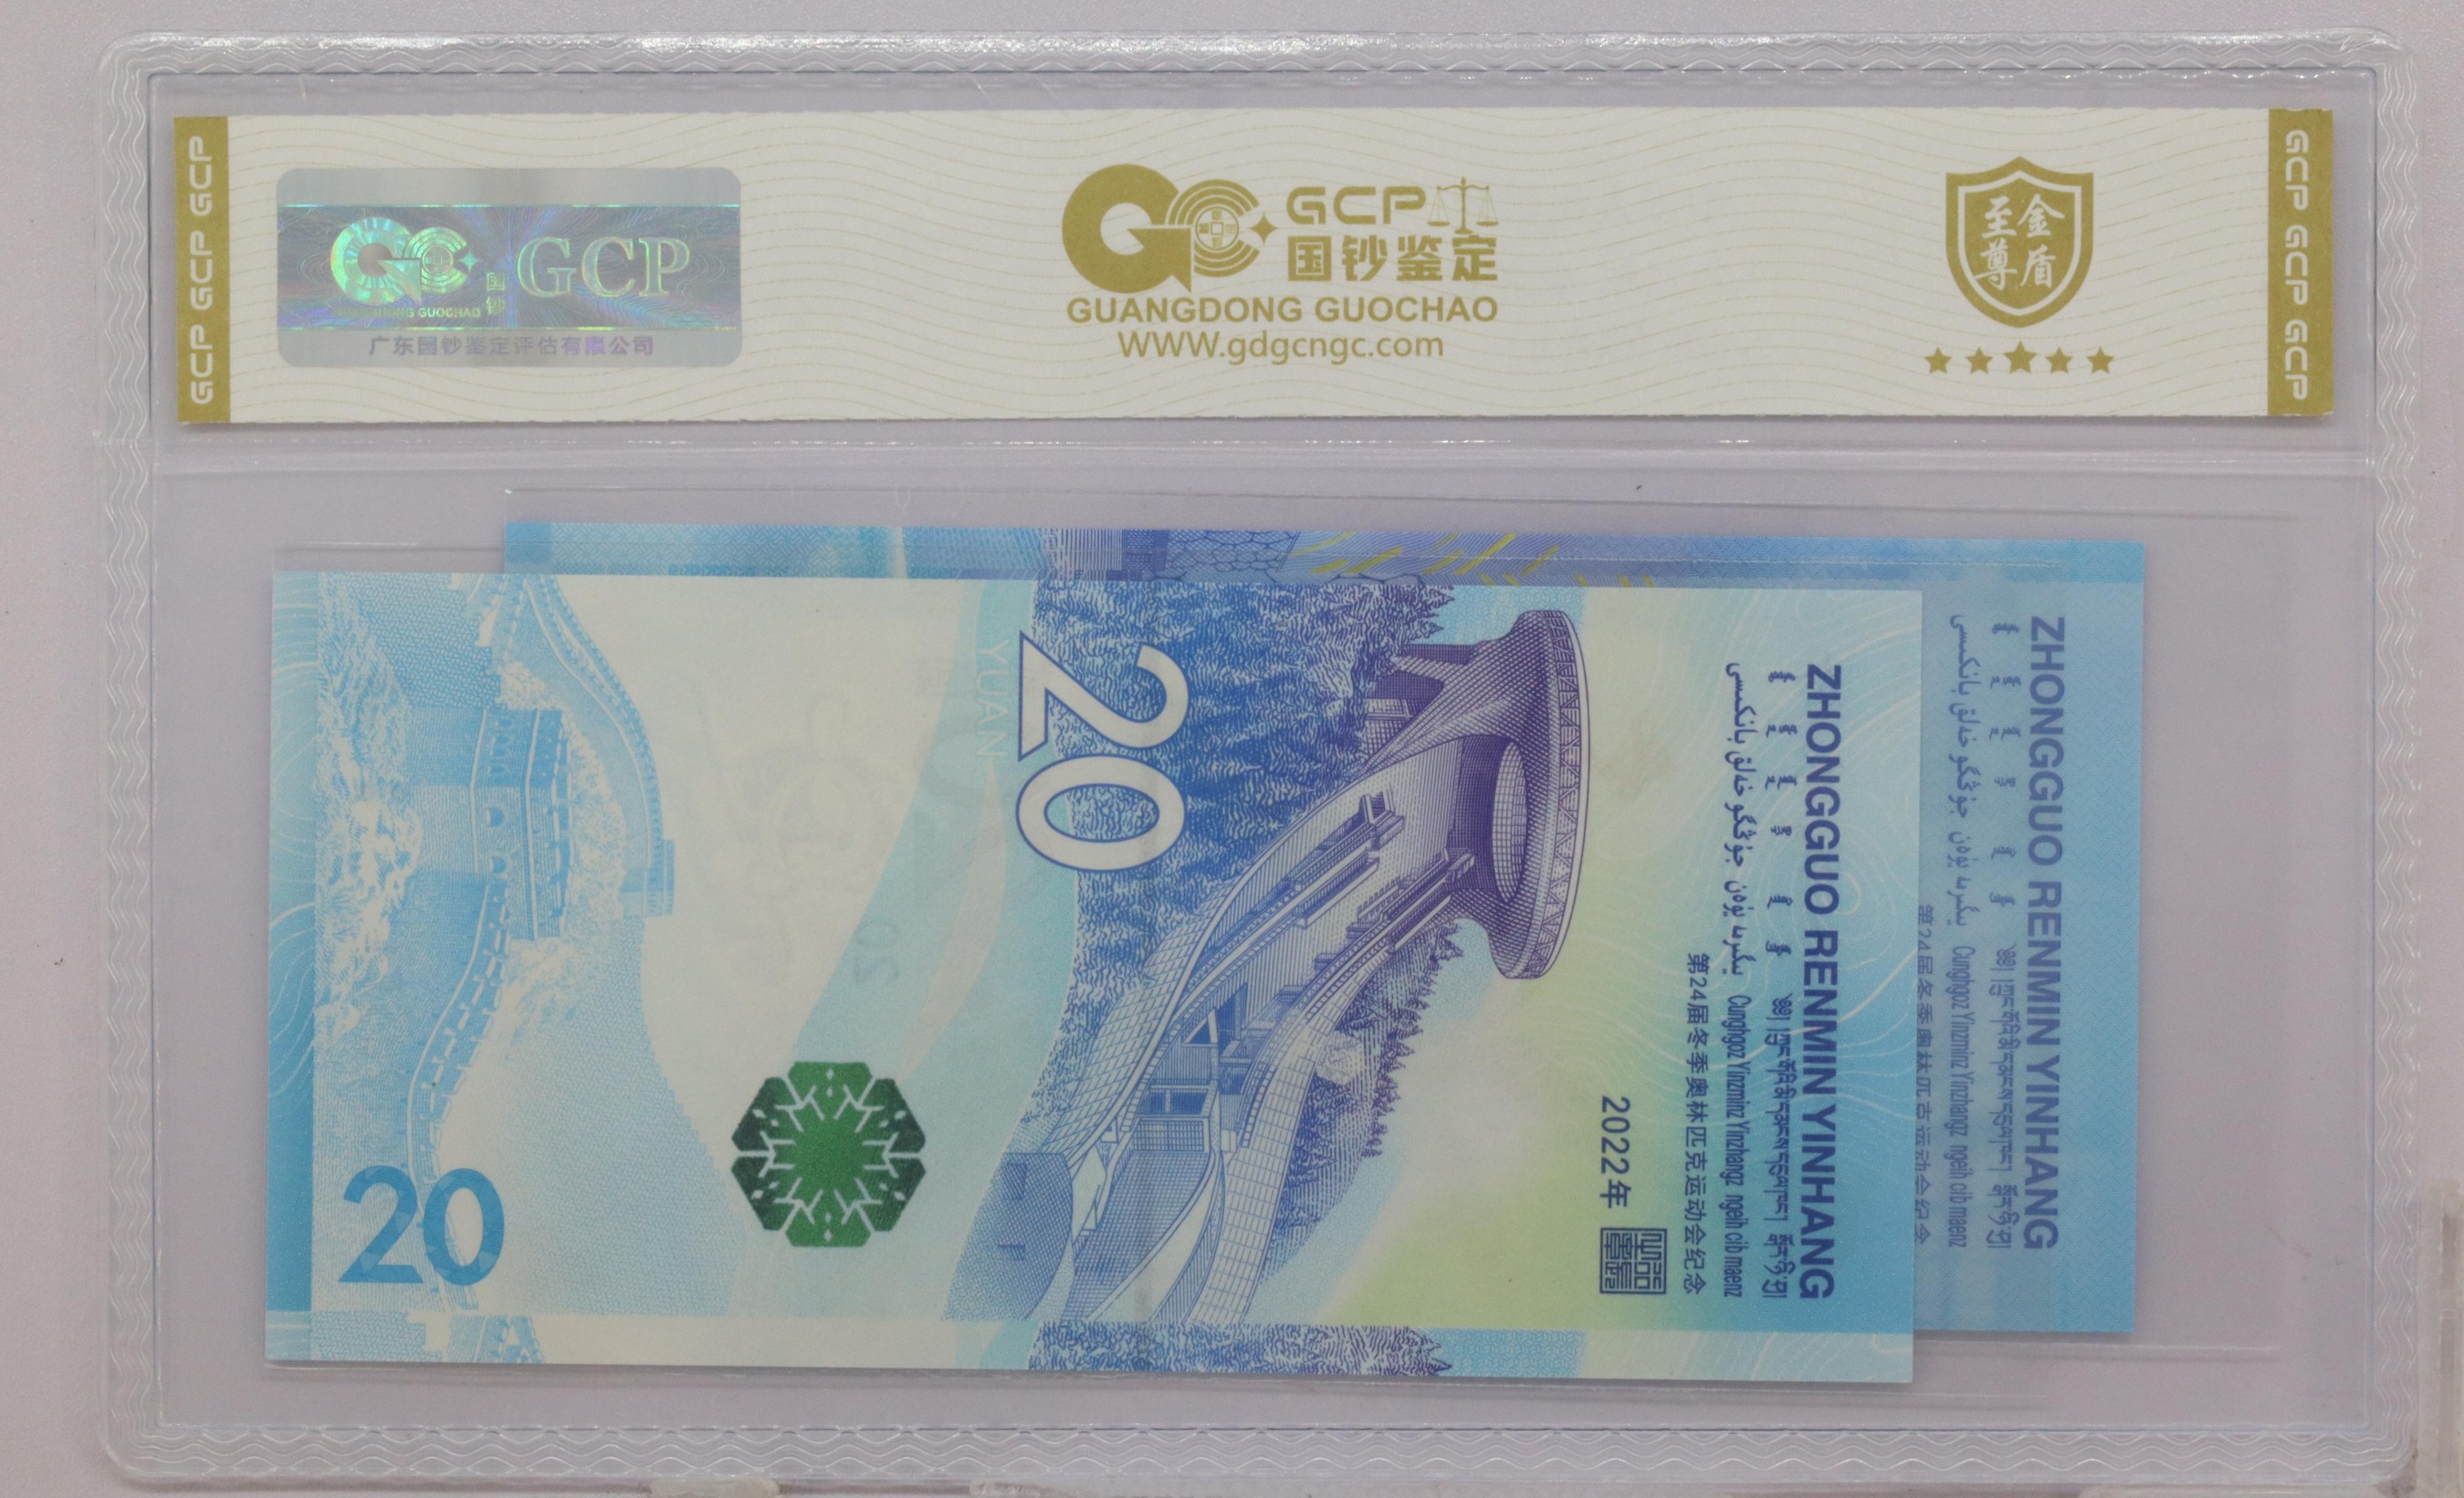 GCP GCP GCP
GCP
国钞
GUANGDONG GUOCHAO
广东国钞鉴定评估有限公司
GCP
国钞鉴定
GUANGDONG GUOCHAO
WWW.gdgcngc.com
至尊
金盾
GCP GCP GCP
ZHONGGUO RENMIN YINHANG
Cunghgoz Yinzminz Yinzhangz ngeih cib maenz
第24届冬季奥林匹克运动会纪念
2022年
20
YUAN
20
ZHONGGUO RENMIN YINHANG
Cunghgoz Yinzminz Yinzhangz ngeih cib maenz
第24届冬季奥林匹克运动会纪念